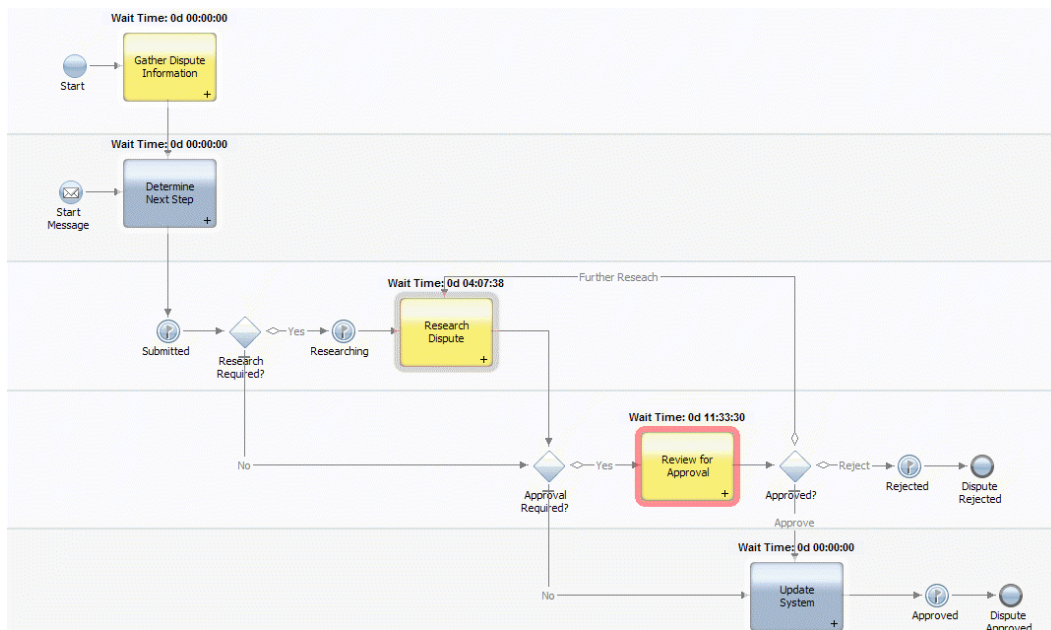 Wait Time: 0d 00:00:00
Gather Dispute
Information
+
Start
Wait Time: 0d 00:00:00
Determine
Next Step
+
Start
Message
Further Reseach
Wait Time: 0d 04:07:38
Research
Dispute
+
Submitted
Yes
Researching
Research
Required?
Wait Time: 0d 11:33:30
No
Yes
Review for
Approval
+
Reject
Rejected
Dispute
Rejected
Approval
Required?
Approved?
Approve
Wait Time: 0d 00:00:00
No
Update
System
+
Approved
Dispute
Approved